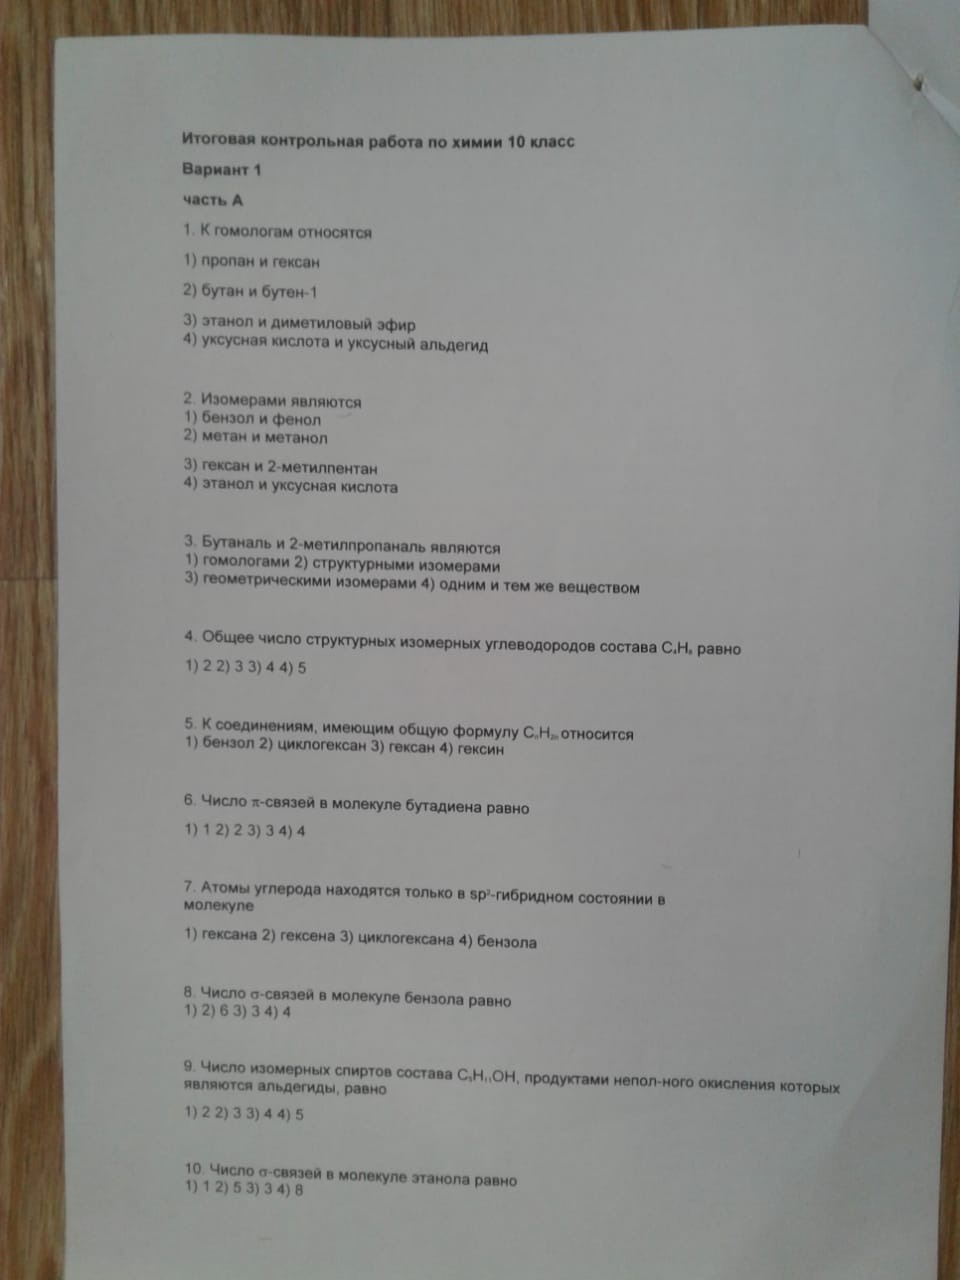 Итоговая контрольная работа по химии 10 класс
Вариант 1
часть А
1. К гомологам относятся
1) пропан и гексан
2) бутан и бутен-1
3) этанол и диметиловый эфир
4) уксусная кислота и уксусный альдегид
2. Изомерами являются
1) бензол и фенол
2) метан и метанол
3) гексан и 2-метилпентан
4) этанол и уксусная кислота
3. Бутаналь и 2-метилпропаналь являются
1) гомологами 2) структурными изомерами
3) геометрическими изомерами 4) одним и тем же веществом
4. Общее число структурных изомерных углеводородов состава C₄H₈ равно
1) 2 2) 3 3) 4 4) 5
5. К соединениям, имеющим общую формулу CₙH₂ₙ относится
1) бензол 2) циклогексан 3) гексан 4) гексин
6. Число π-связей в молекуле бутадиена равно
1) 1 2) 2 3) 3 4) 4
7. Атомы углерода находятся только в sp²-гибридном состоянии в
молекуле
1) гексана 2) гексена 3) циклогексана 4) бензола
8. Число σ-связей в молекуле бензола равно
1) 2) 6 3) 3 4) 4
9. Число изомерных спиртов состава C₅H₁₁OH, продуктами непол-ного окисления которых
являются альдегиды, равно
1) 2 2) 3 3) 4 4) 5
10. Число σ-связей в молекуле этанола равно
1) 1 2) 5 3) 3 4) 8